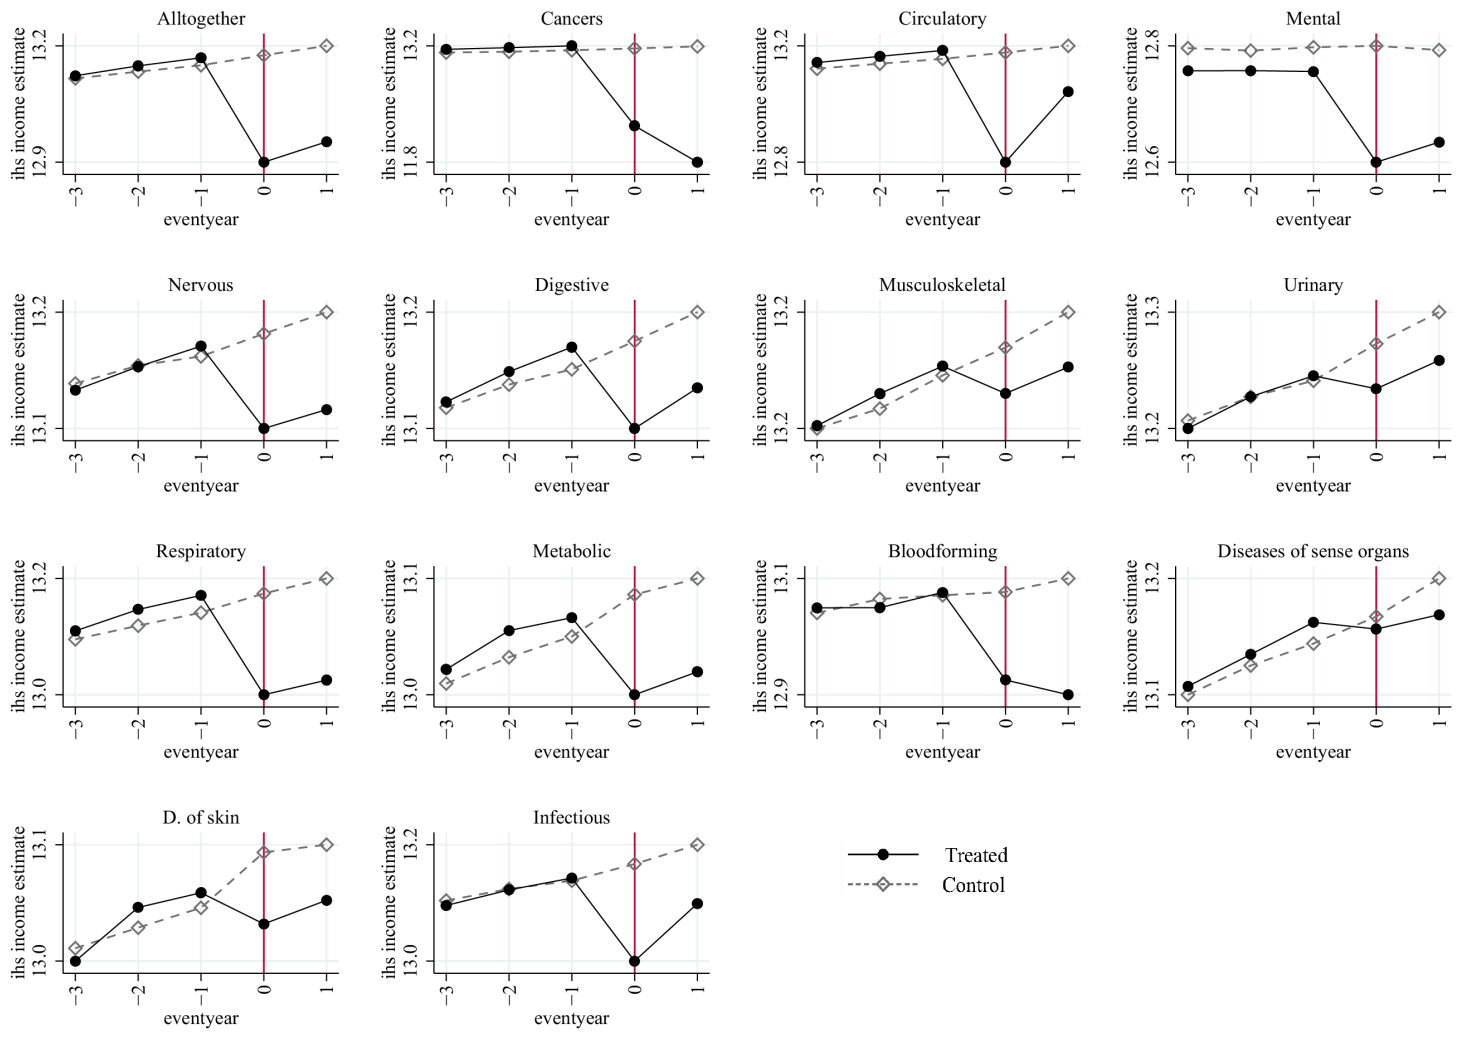 Alltogether
ihs income estimate
13.2
12.9
−3 −2 −1 0 1
eventyear
Cancers
ihs income estimate
13.2
11.8
−3 −2 −1 0 1
eventyear
Circulatory
ihs income estimate
13.2
12.8
−3 −2 −1 0 1
eventyear
Mental
ihs income estimate
12.8
12.6
−3 −2 −1 0 1
eventyear
Nervous
ihs income estimate
13.2
13.1
−3 −2 −1 0 1
eventyear
Digestive
ihs income estimate
13.2
13.1
−3 −2 −1 0 1
eventyear
Musculoskeletal
ihs income estimate
13.2
13.2
−3 −2 −1 0 1
eventyear
Urinary
ihs income estimate
13.3
13.2
−3 −2 −1 0 1
eventyear
Respiratory
ihs income estimate
13.2
13.0
−3 −2 −1 0 1
eventyear
Metabolic
ihs income estimate
13.1
13.0
−3 −2 −1 0 1
eventyear
Bloodforming
ihs income estimate
13.1
12.9
−3 −2 −1 0 1
eventyear
Diseases of sense organs
ihs income estimate
13.2
13.1
−3 −2 −1 0 1
eventyear
D. of skin
ihs income estimate
13.1
13.0
−3 −2 −1 0 1
eventyear
Infectious
ihs income estimate
13.2
13.0
−3 −2 −1 0 1
eventyear
Treated
Control